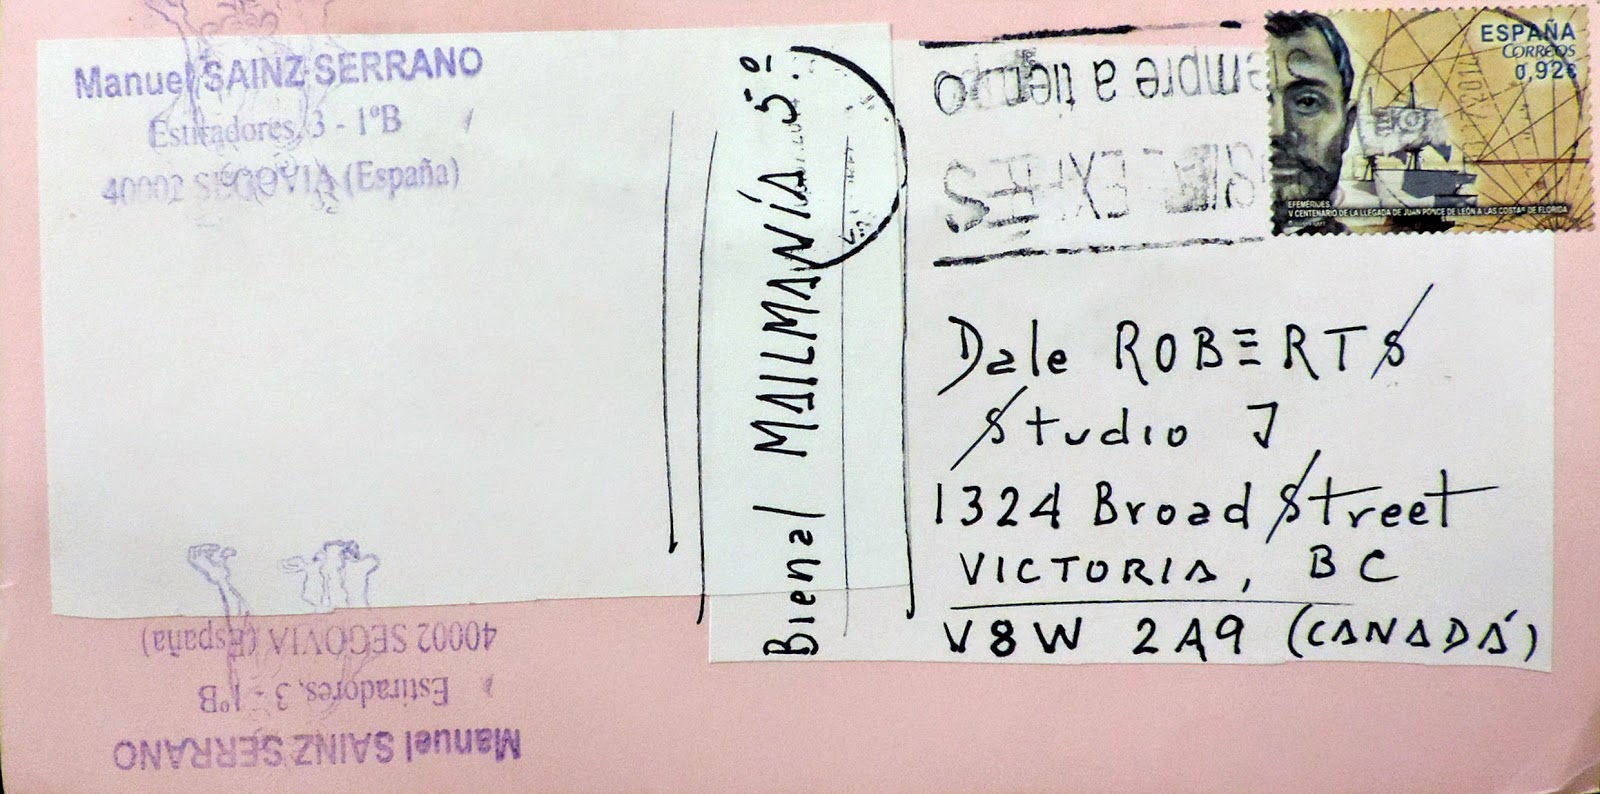 Manuel SAINZ SERRANO
Estiradores, 3 - 1ºB
40002 SEGOVIA (España)
Bienal MAILMANÍA 5º
Siempre a tiempo
ESPAÑA
CORREOS
0,92€
EFEMÉRIDES
V CENTENARIO DE LA LLEGADA DE JUAN PONCE DE LEÓN A LAS COSTAS DE FLORIDA
Dale ROBERTS
Studio J
1324 Broad Street
VICTORIA, BC
V8W 2A9 (CANADÁ)
Manuel SAINZ SERRANO
Estiradores, 3 - 1ºB
40002 SEGOVIA (España)